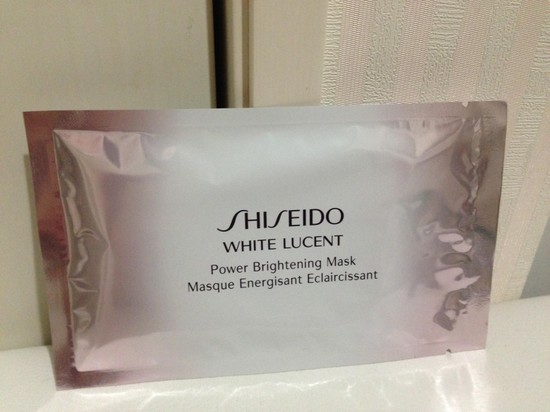 SHISEIDO
WHITE LUCENT
Power Brightening Mask
Masque Energisant Eclaircissant